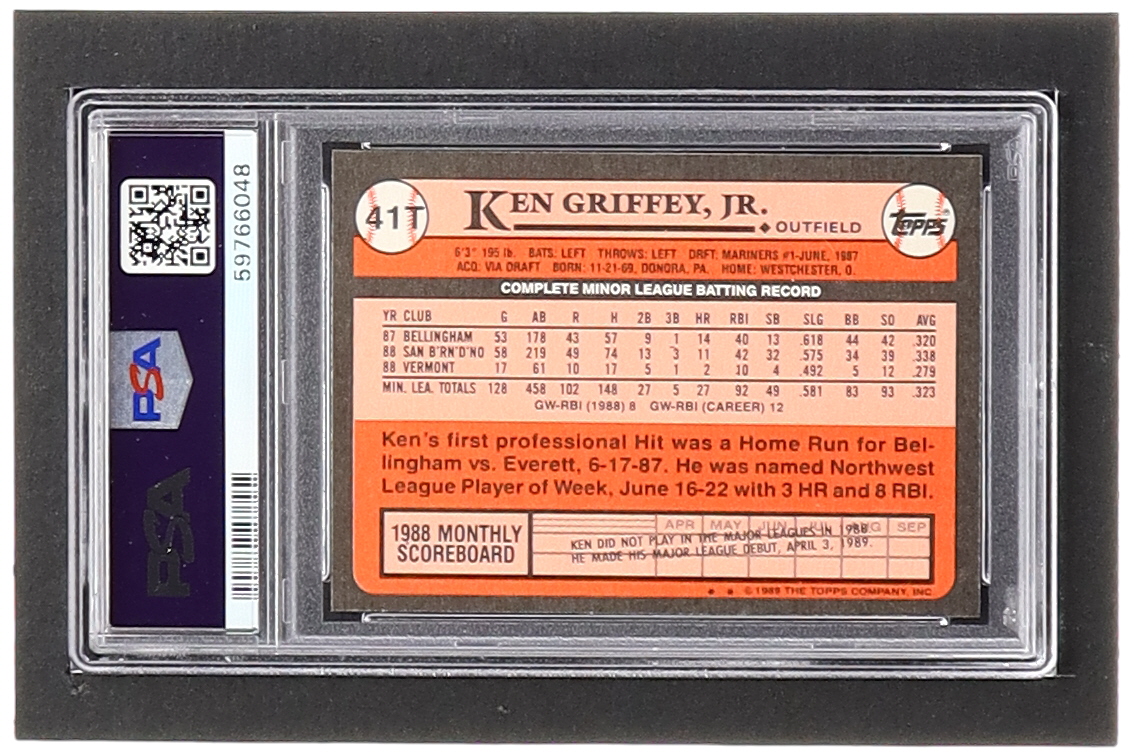 59766048
PSA
PSA
41T
KEN GRIFFEY, JR.
OUTFIELD
TOPPS®
6'3" 195 lb. BATS: LEFT THROWS: LEFT DRFT: MARINERS #1-JUNE, 1987
ACQ: VIA DRAFT BORN: 11-21-69, DONORA, PA. HOME: WESTCHESTER, O.
COMPLETE MINOR LEAGUE BATTING RECORD
YR CLUB G AB R H 2B 3B HR RBI SB SLG BB SO AVG
87 BELLINGHAM 53 178 43 57 9 1 14 40 13 .618 44 42 .320
88 SAN B'RN'D'NO 58 219 49 74 13 3 11 42 32 .575 34 39 .338
88 VERMONT 17 61 10 17 5 1 2 10 4 .492 5 12 .279
MIN. LEA. TOTALS 128 458 102 148 27 5 27 92 49 .581 83 93 .323
GW-RBI (1988) 8 GW-RBI (CAREER) 12
Ken's first professional Hit was a Home Run for Bel-
lingham vs. Everett, 6-17-87. He was named Northwest
League Player of Week, June 16-22 with 3 HR and 8 RBI.
1988 MONTHLY
SCOREBOARD
APR MAY JUN JUL AUG SEP
KEN DID NOT PLAY IN THE MAJOR LEAGUES IN 1988.
HE MADE HIS MAJOR LEAGUE DEBUT, APRIL 3, 1989.
© 1989 THE TOPPS COMPANY, INC